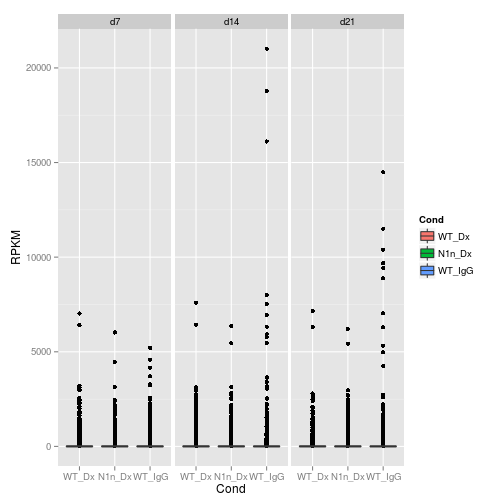 d7 d14 d21
20000
15000
10000
5000
0
RPKM
WT_Dx N1n_Dx WT_IgG WT_Dx N1n_Dx WT_IgG WT_Dx N1n_Dx WT_IgG
Cond
Cond
WT_Dx
N1n_Dx
WT_IgG